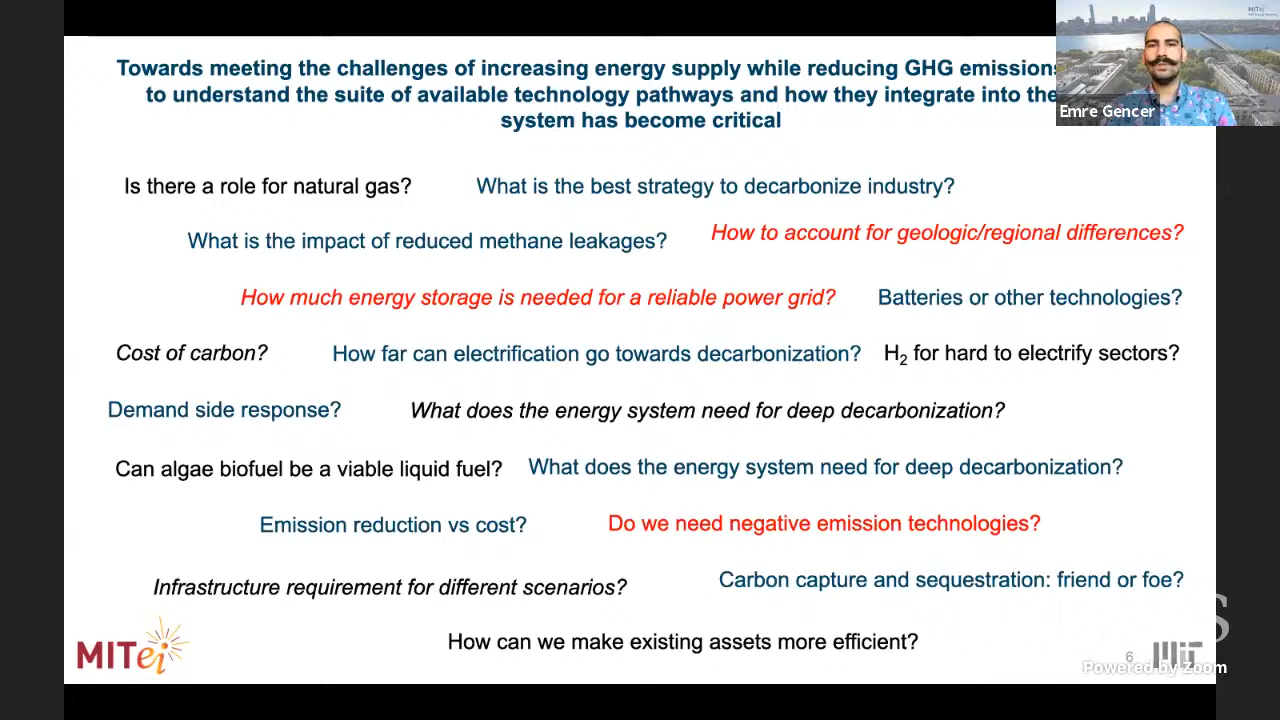 Towards meeting the challenges of increasing energy supply while reducing GHG emissions
to understand the suite of available technology pathways and how they integrate into the
system has become critical
MITei
Emre Gencer
Is there a role for natural gas?
What is the best strategy to decarbonize industry?
What is the impact of reduced methane leakages?
How to account for geologic/regional differences?
How much energy storage is needed for a reliable power grid?
Batteries or other technologies?
Cost of carbon?
How far can electrification go towards decarbonization?
H₂ for hard to electrify sectors?
Demand side response?
What does the energy system need for deep decarbonization?
Can algae biofuel be a viable liquid fuel?
What does the energy system need for deep decarbonization?
Emission reduction vs cost?
Do we need negative emission technologies?
Infrastructure requirement for different scenarios?
Carbon capture and sequestration: friend or foe?
MITei
How can we make existing assets more efficient?
6
MIT
S
Powered by Zoom